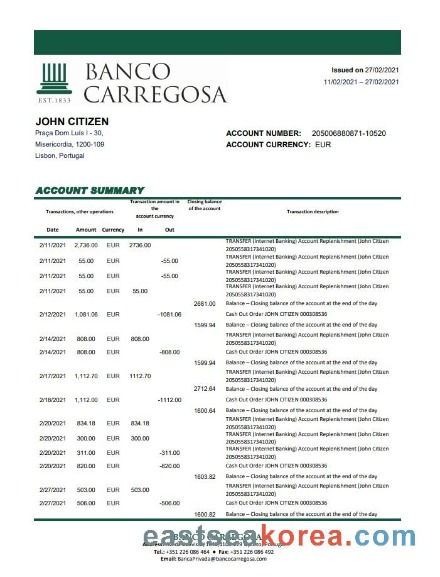 BANCO
CARREGOSA
EST.1833
Issued on 27/02/2021
11/02/2021 – 27/02/2021
JOHN CITIZEN
Praça Dom Luis I - 30,
Misericordia, 1200-109
Lisbon, Portugal
ACCOUNT NUMBER: 205006880871-10520
ACCOUNT CURRENCY: EUR
ACCOUNT SUMMARY
Transactions, other operations Transaction amount in the account currency Closing balance of the account Transaction description
Date Amount Currency In Out
2/11/2021 2,736.00 EUR 2736.00 TRANSFER (Internet Banking) Account Replenishment (John Citizen
2050558317341020)
2/11/2021 55.00 EUR -55.00 TRANSFER (Internet Banking) Account Replenishment (John Citizen
2050558317341020)
2/11/2021 55.00 EUR -55.00 TRANSFER (Internet Banking) Account Replenishment (John Citizen
2050558317341020)
2/11/2021 55.00 EUR 55.00 TRANSFER (Internet Banking) Account Replenishment (John Citizen
2050558317341020)
2681.00 Balance – Closing balance of the account at the end of the day
2/12/2021 1,081.06 EUR -1081.06 Cash Out Order JOHN CITIZEN 000308536
1599.94 Balance – Closing balance of the account at the end of the day
2/14/2021 808.00 EUR 808.00 TRANSFER (Internet Banking) Account Replenishment (John Citizen
2050558317341020)
2/14/2021 808.00 EUR -808.00 Cash Out Order JOHN CITIZEN 000308536
1599.94 Balance – Closing balance of the account at the end of the day
2/17/2021 1,112.70 EUR 1112.70 TRANSFER (Internet Banking) Account Replenishment (John Citizen
2050558317341020)
2712.64 Balance – Closing balance of the account at the end of the day
2/18/2021 1,112.00 EUR -1112.00 Cash Out Order JOHN CITIZEN 000308536
1600.64 Balance – Closing balance of the account at the end of the day
2/20/2021 834.18 EUR 834.18 TRANSFER (Internet Banking) Account Replenishment (John Citizen
2050558317341020)
2/20/2021 300.00 EUR 300.00 TRANSFER (Internet Banking) Account Replenishment (John Citizen
2050558317341020)
2/20/2021 311.00 EUR -311.00 TRANSFER (Internet Banking) Account Replenishment (John Citizen
2050558317341020)
2/20/2021 820.00 EUR -820.00 Cash Out Order JOHN CITIZEN 000308536
1603.82 Balance – Closing balance of the account at the end of the day
2/27/2021 503.00 EUR 503.00 TRANSFER (Internet Banking) Account Replenishment (John Citizen
2050558317341020)
2/27/2021 506.00 EUR -506.00 Cash Out Order JOHN CITIZEN 000308536
1600.82 Balance – Closing balance of the account at the end of the day
BANCO CARREGOSA
eastseakorea.com
Tel.: +351 226 086 464 • Fax: +351 226 086 492
Email: BancaPrivada@bancocarregosa.com